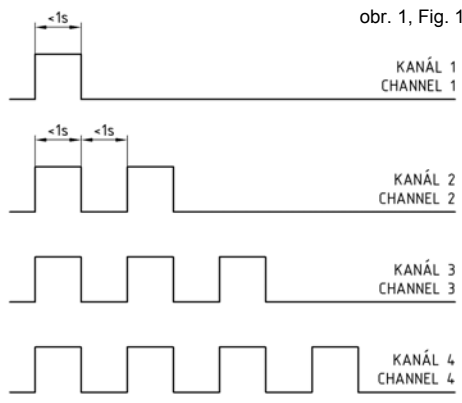 obr. 1, Fig. 1
<1s
KANÁL 1
CHANNEL 1
<1s <1s
KANÁL 2
CHANNEL 2
KANÁL 3
CHANNEL 3
KANÁL 4
CHANNEL 4